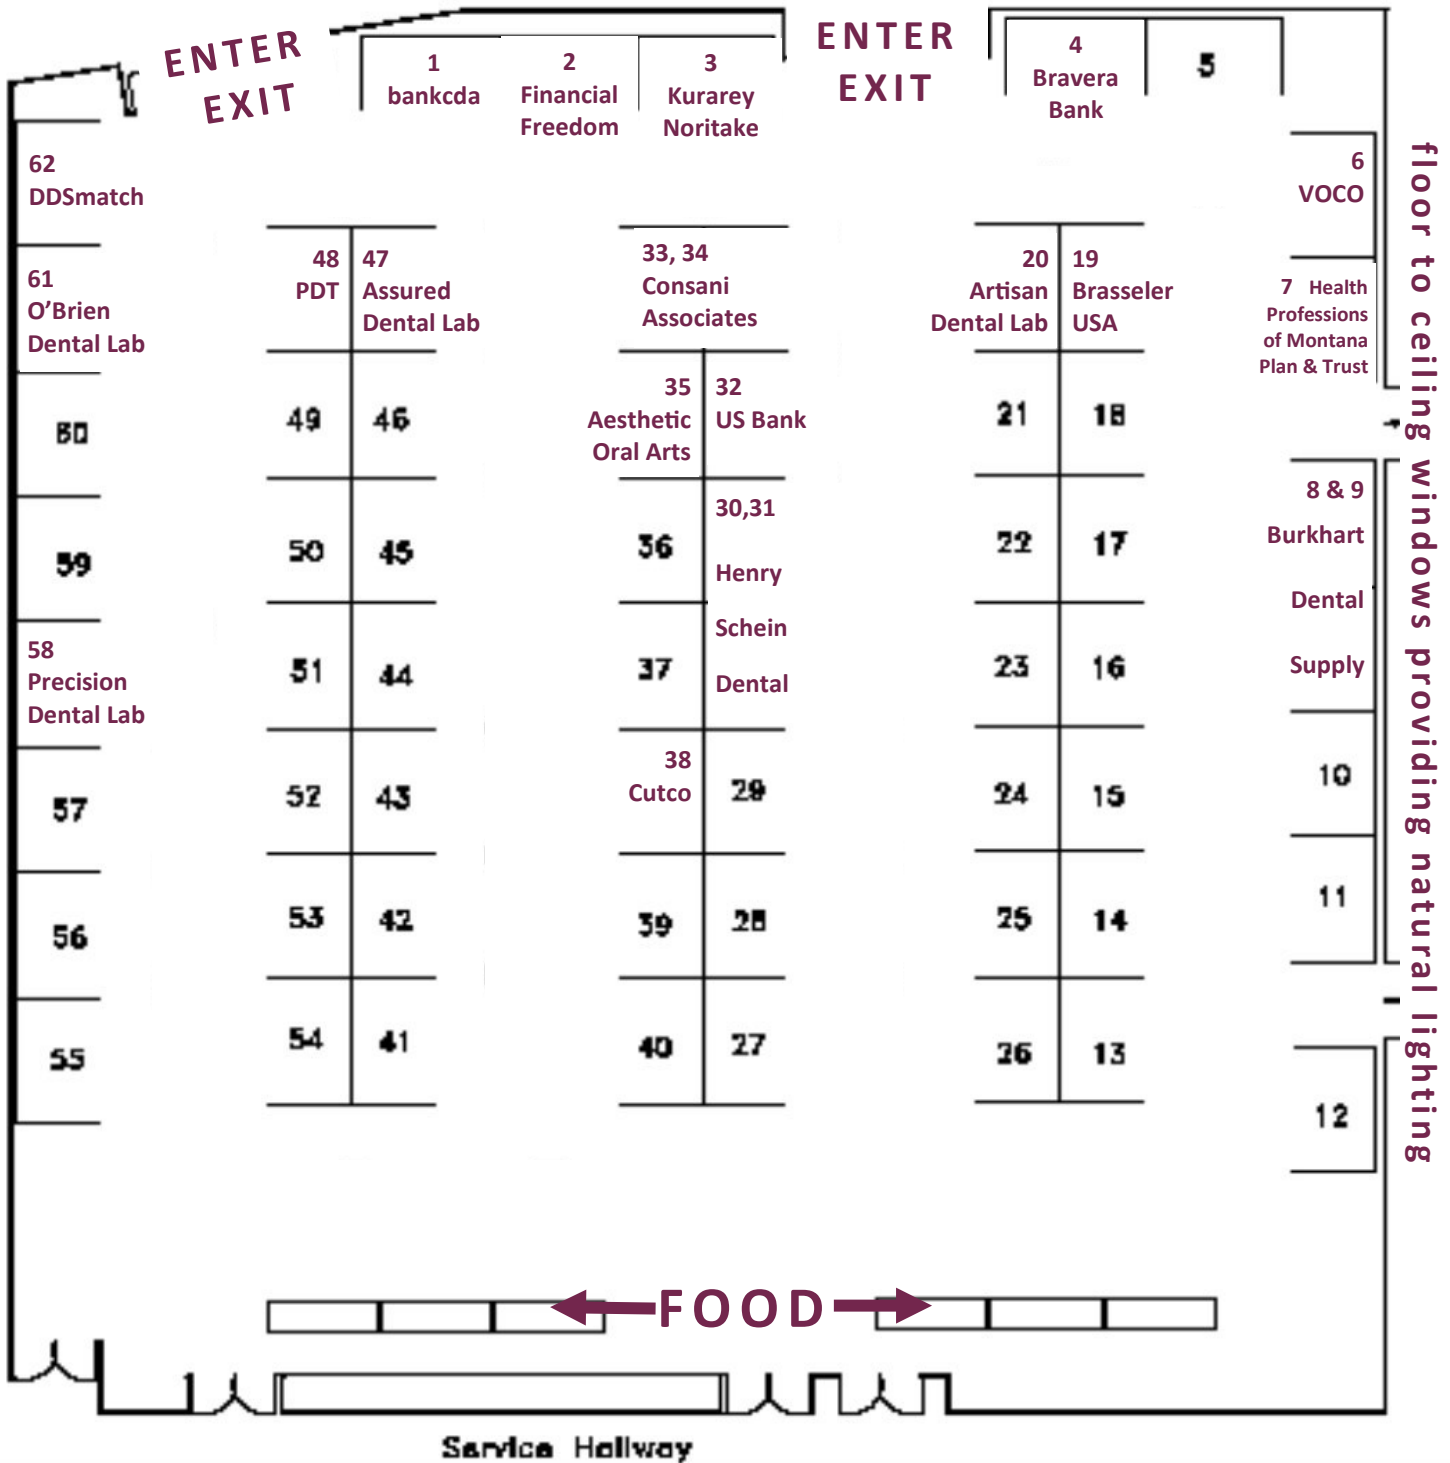 ENTER
EXIT
ENTER
EXIT
1
bankcda
2
Financial
Freedom
3
Kurarey
Noritake
4
Bravera
Bank
5
62
DDSmatch
6
VOCO
61
O’Brien
Dental Lab
48
PDT
47
Assured
Dental Lab
33, 34
Consani
Associates
20
Artisan
Dental Lab
19
Brasseler
USA
7 Health
Professions
of Montana
Plan & Trust
60
49
46
35
Aesthetic
Oral Arts
32
US Bank
21
18
59
50
45
36
30,31
Henry
Schein
Dental
22
17
8 & 9
Burkhart
Dental
Supply
58
Precision
Dental Lab
51
44
37
23
16
57
52
43
38
Cutco
29
24
15
10
56
53
42
39
28
25
14
11
55
54
41
40
27
26
13
12
floor to ceiling windows providing natural lighting
FOOD
Service Hallway